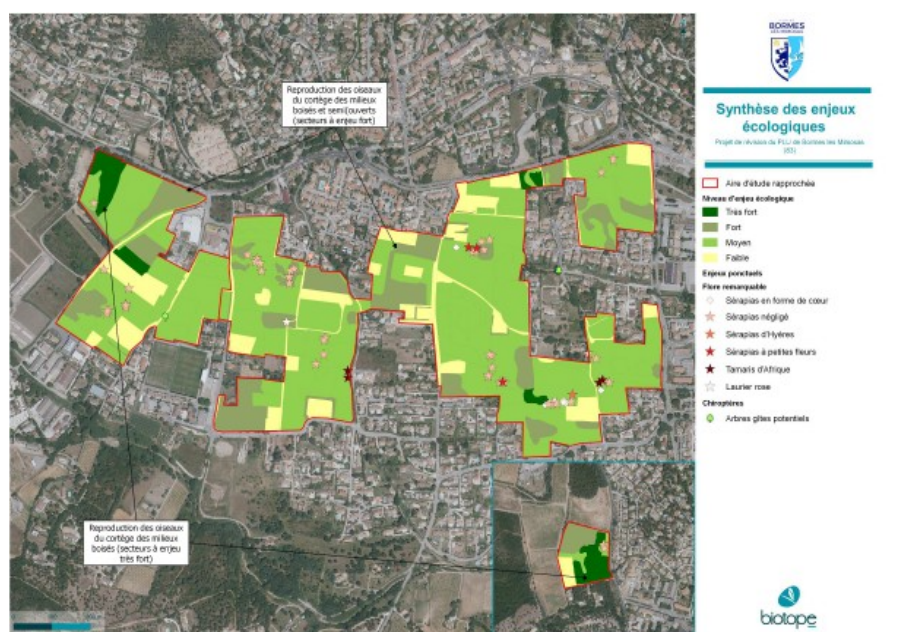 Reproduction des oiseaux
du cortège des milieux
boisés et semi-ouverts
(secteurs à enjeu fort)
Reproduction des oiseaux
du cortège des milieux
boisés (secteurs à enjeu
très fort)
BORMES
Synthèse des enjeux
écologiques
Projet de révision du PLU de Bormes les Mimosas
(83)
Aire d'étude rapprochée
Niveau d'enjeu écologique
Très fort
Fort
Moyen
Faible
Enjeux ponctuels
Flore remarquable
Sérapias en forme de cœur
Sérapias négligé
Sérapias d'Hyères
Sérapias à petites fleurs
Tamaris d'Afrique
Laurier rose
Chiroptères
Arbres gîtes potentiels
biotope